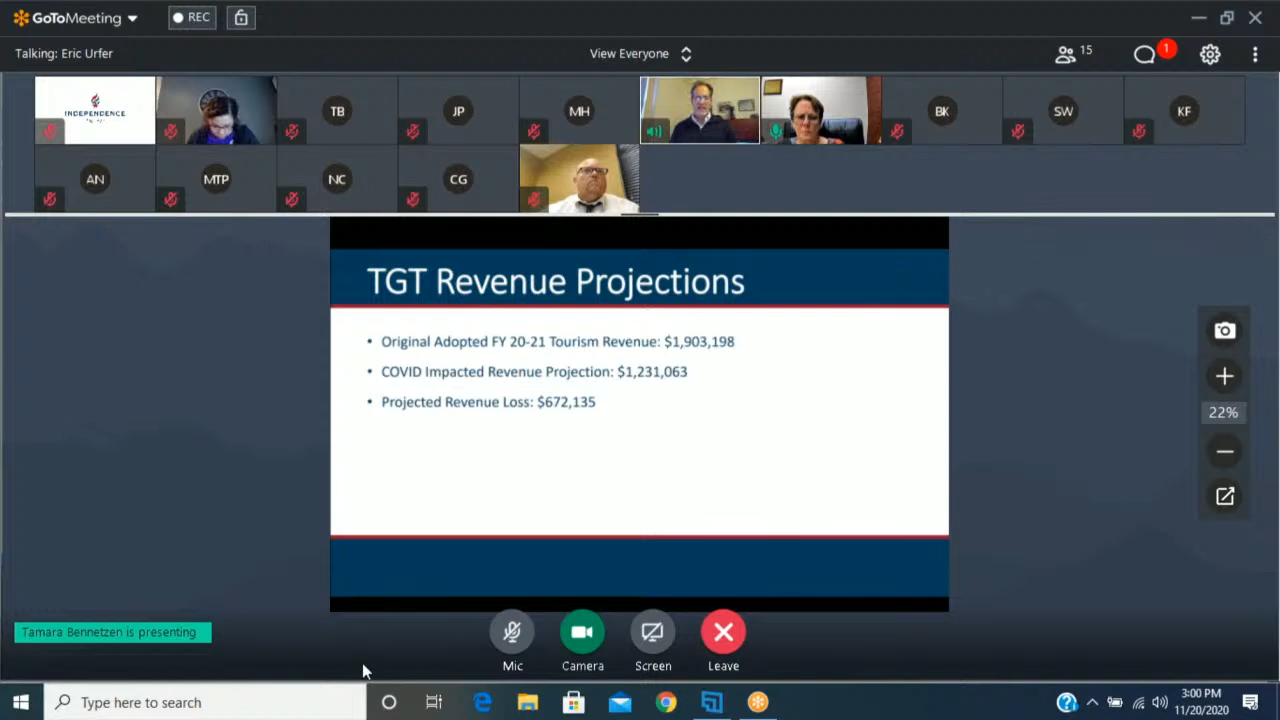 GoToMeeting
REC
Talking: Eric Urfer
View Everyone
15
1
INDEPENDENCE
TB
JP
MH
BK
SW
KF
AN
MTP
NC
CG
TGT Revenue Projections
• Original Adopted FY 20-21 Tourism Revenue: $1,903,198
• COVID Impacted Revenue Projection: $1,231,063
• Projected Revenue Loss: $672,135
22%
Tamara Bennetzen is presenting
Mic
Camera
Screen
Leave
Type here to search
3:00 PM
11/20/2020